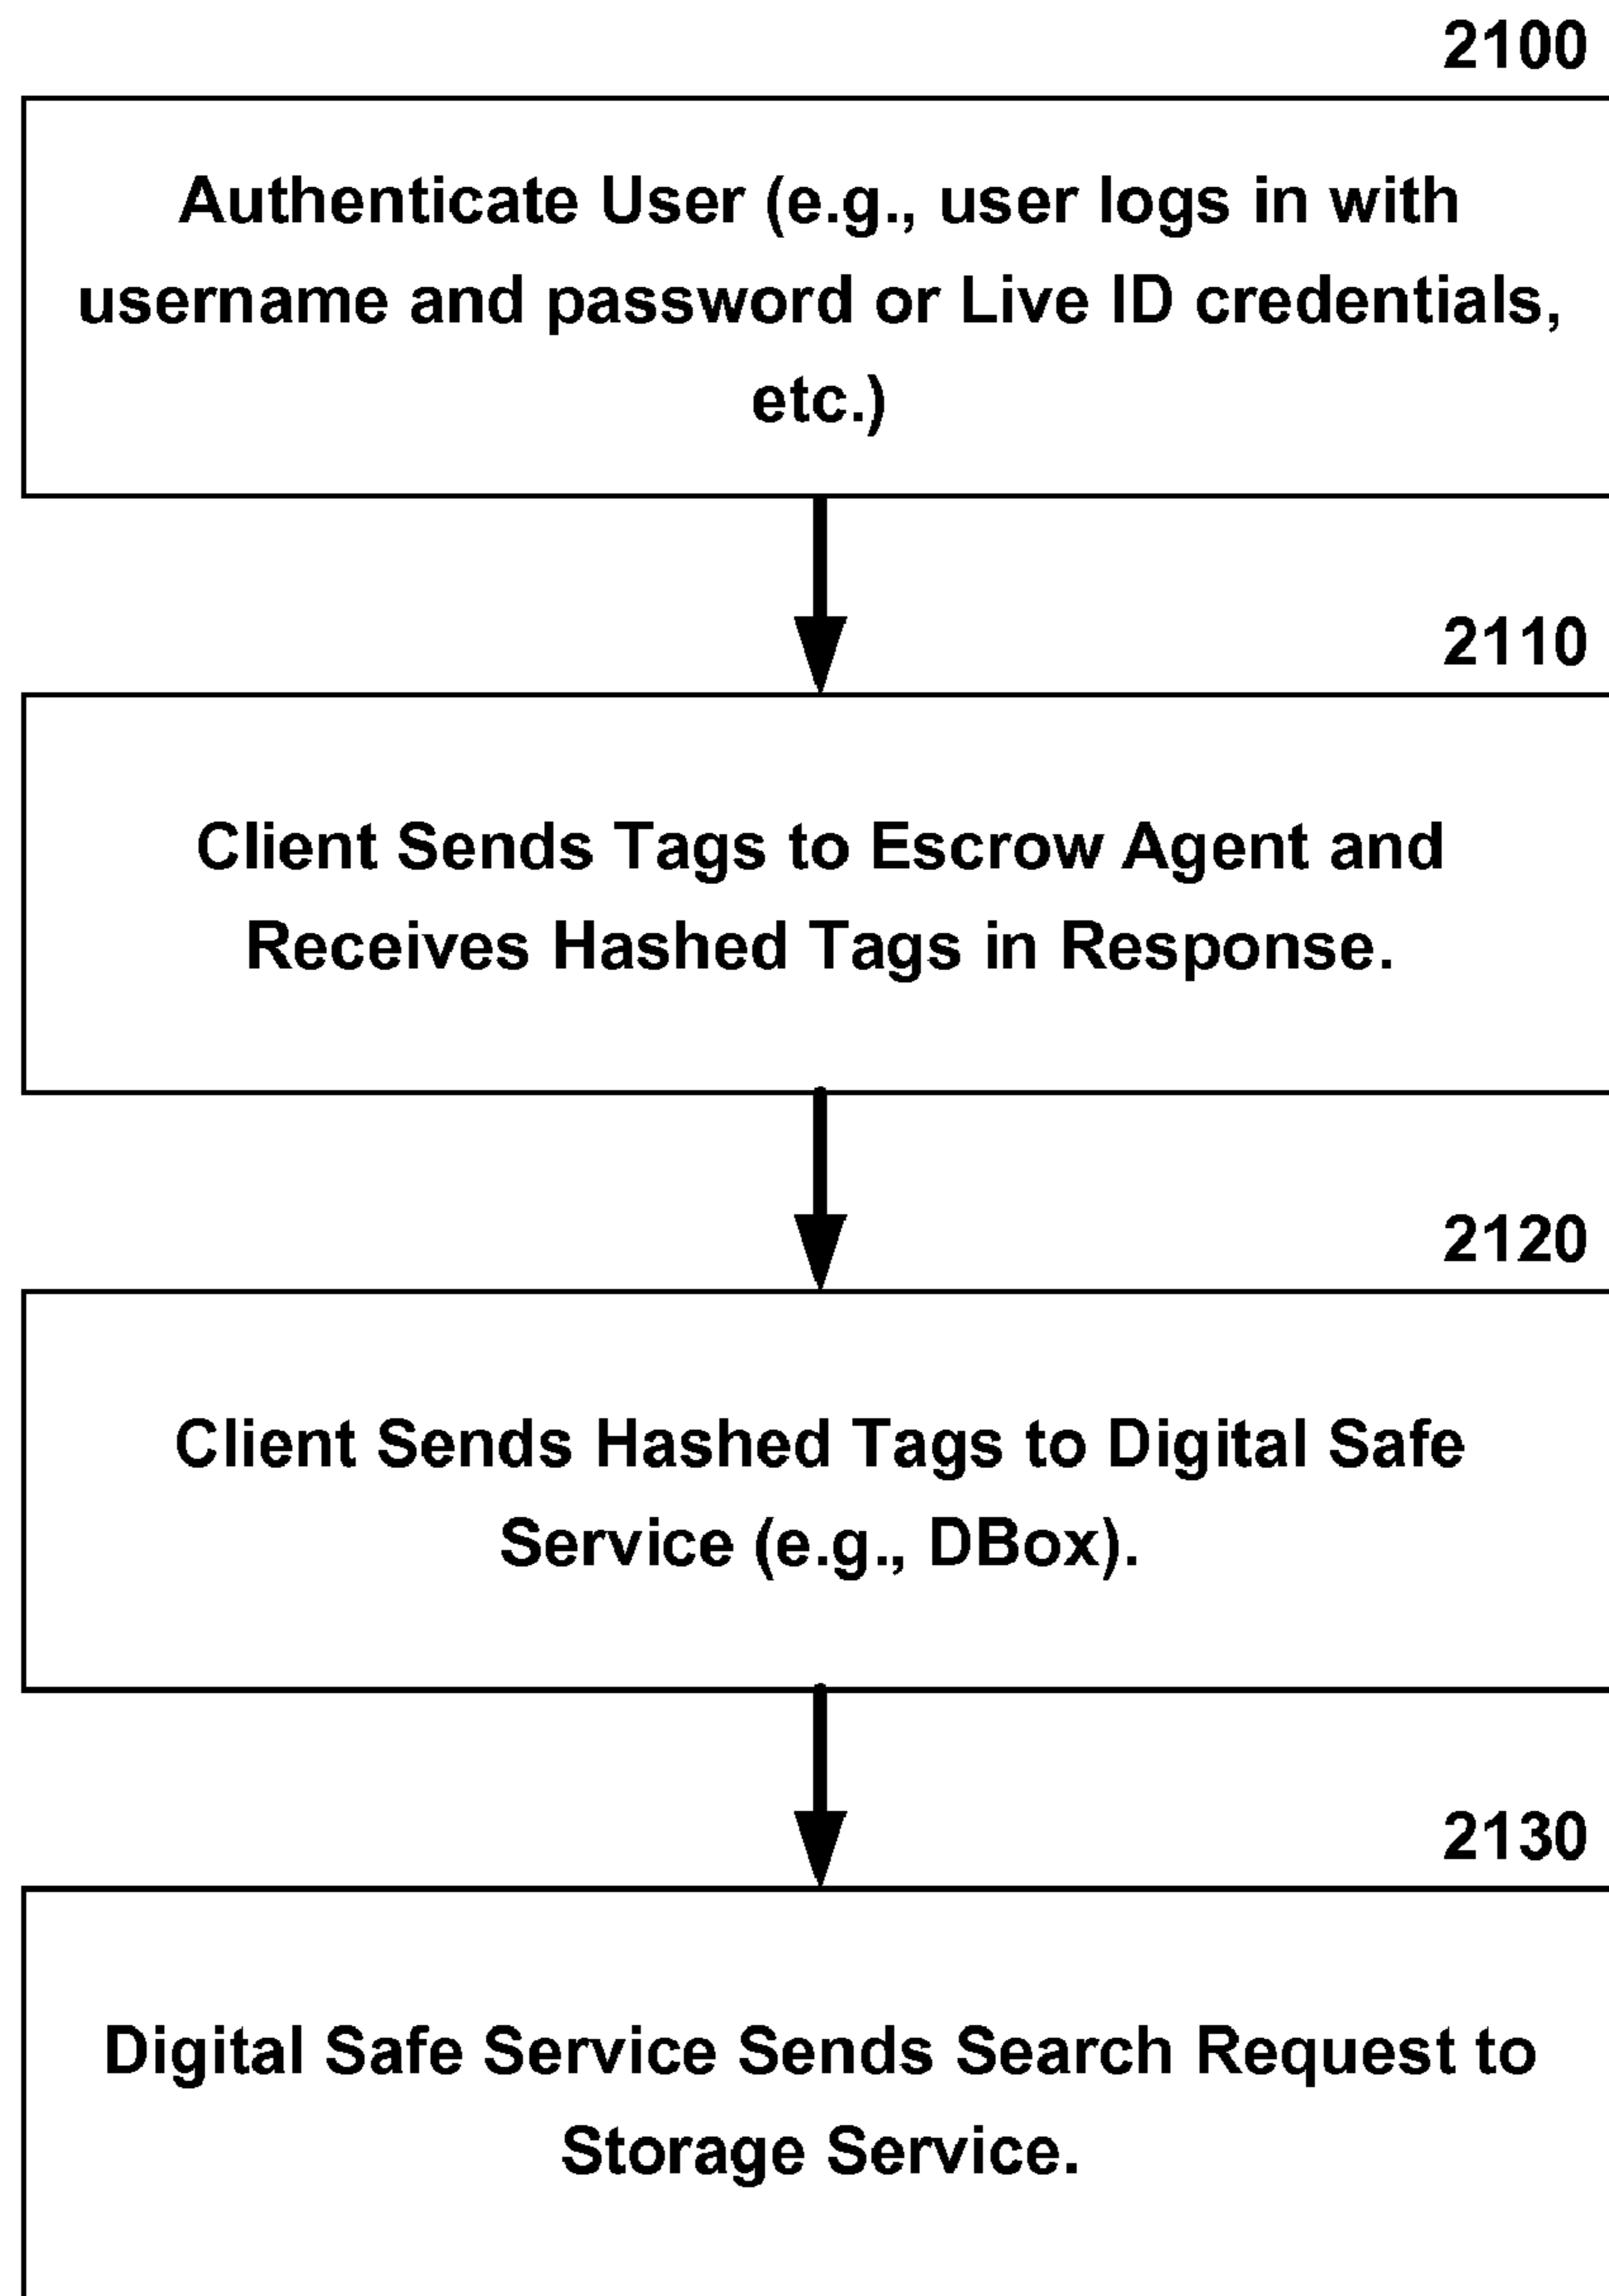 2100
Authenticate User (e.g., user logs in with
username and password or Live ID credentials,
etc.)
2110
Client Sends Tags to Escrow Agent and
Receives Hashed Tags in Response.
2120
Client Sends Hashed Tags to Digital Safe
Service (e.g., DBox).
2130
Digital Safe Service Sends Search Request to
Storage Service.